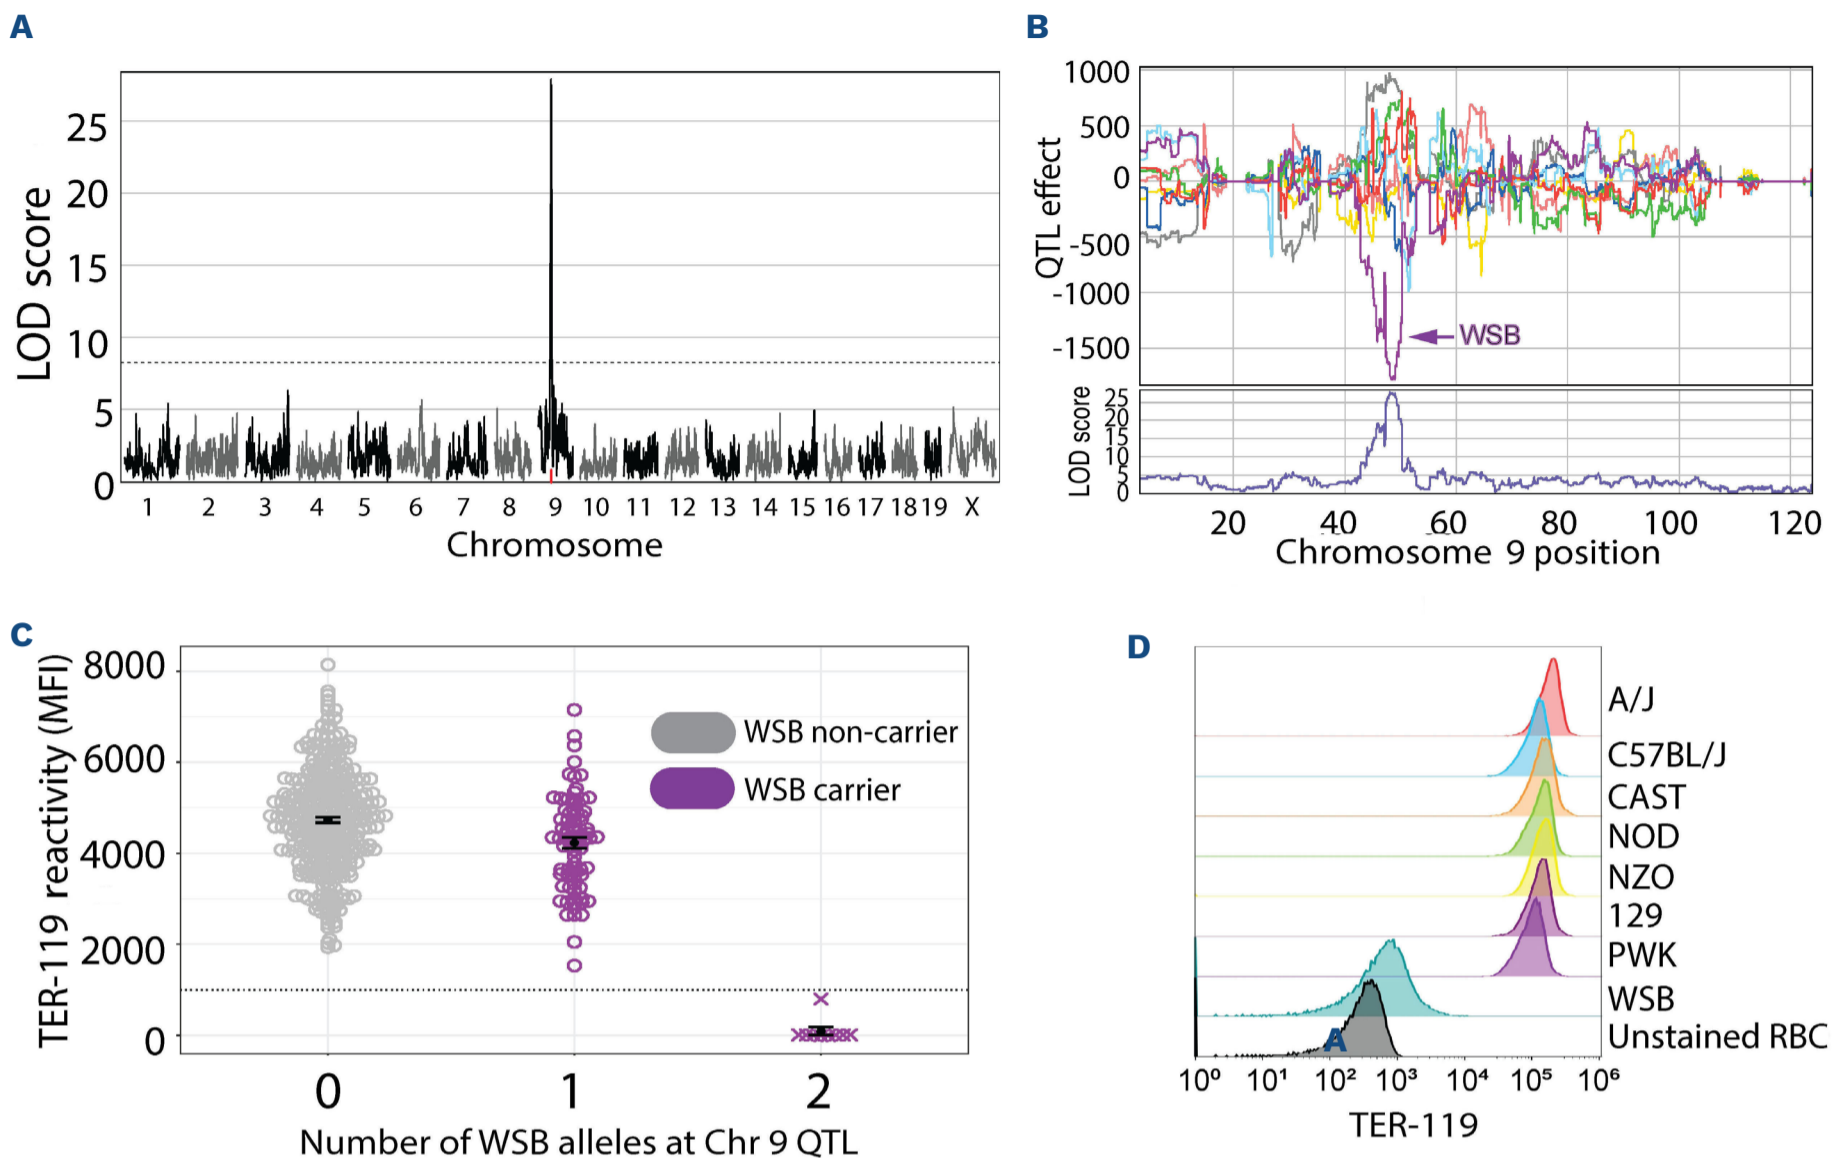 A
LOD score
25
20
15
10
5
0
1 2 3 4 5 6 7 8 9 10 11 12 13 14 15 16 17 18 19 X
Chromosome
B
QTL effect
1000
500
0
-500
-1000
-1500
WSB
LOD score
25
20
15
10
5
0
20 40 60 80 100 120
Chromosome 9 position
C
TER-119 reactivity (MFI)
8000
6000
4000
2000
0
WSB non-carrier
WSB carrier
0 1 2
Number of WSB alleles at Chr 9 QTL
D
A/J
C57BL/J
CAST
NOD
NZO
129
PWK
WSB
Unstained RBC
A
10⁰ 10¹ 10² 10³ 10⁴ 10⁵ 10⁶
TER-119